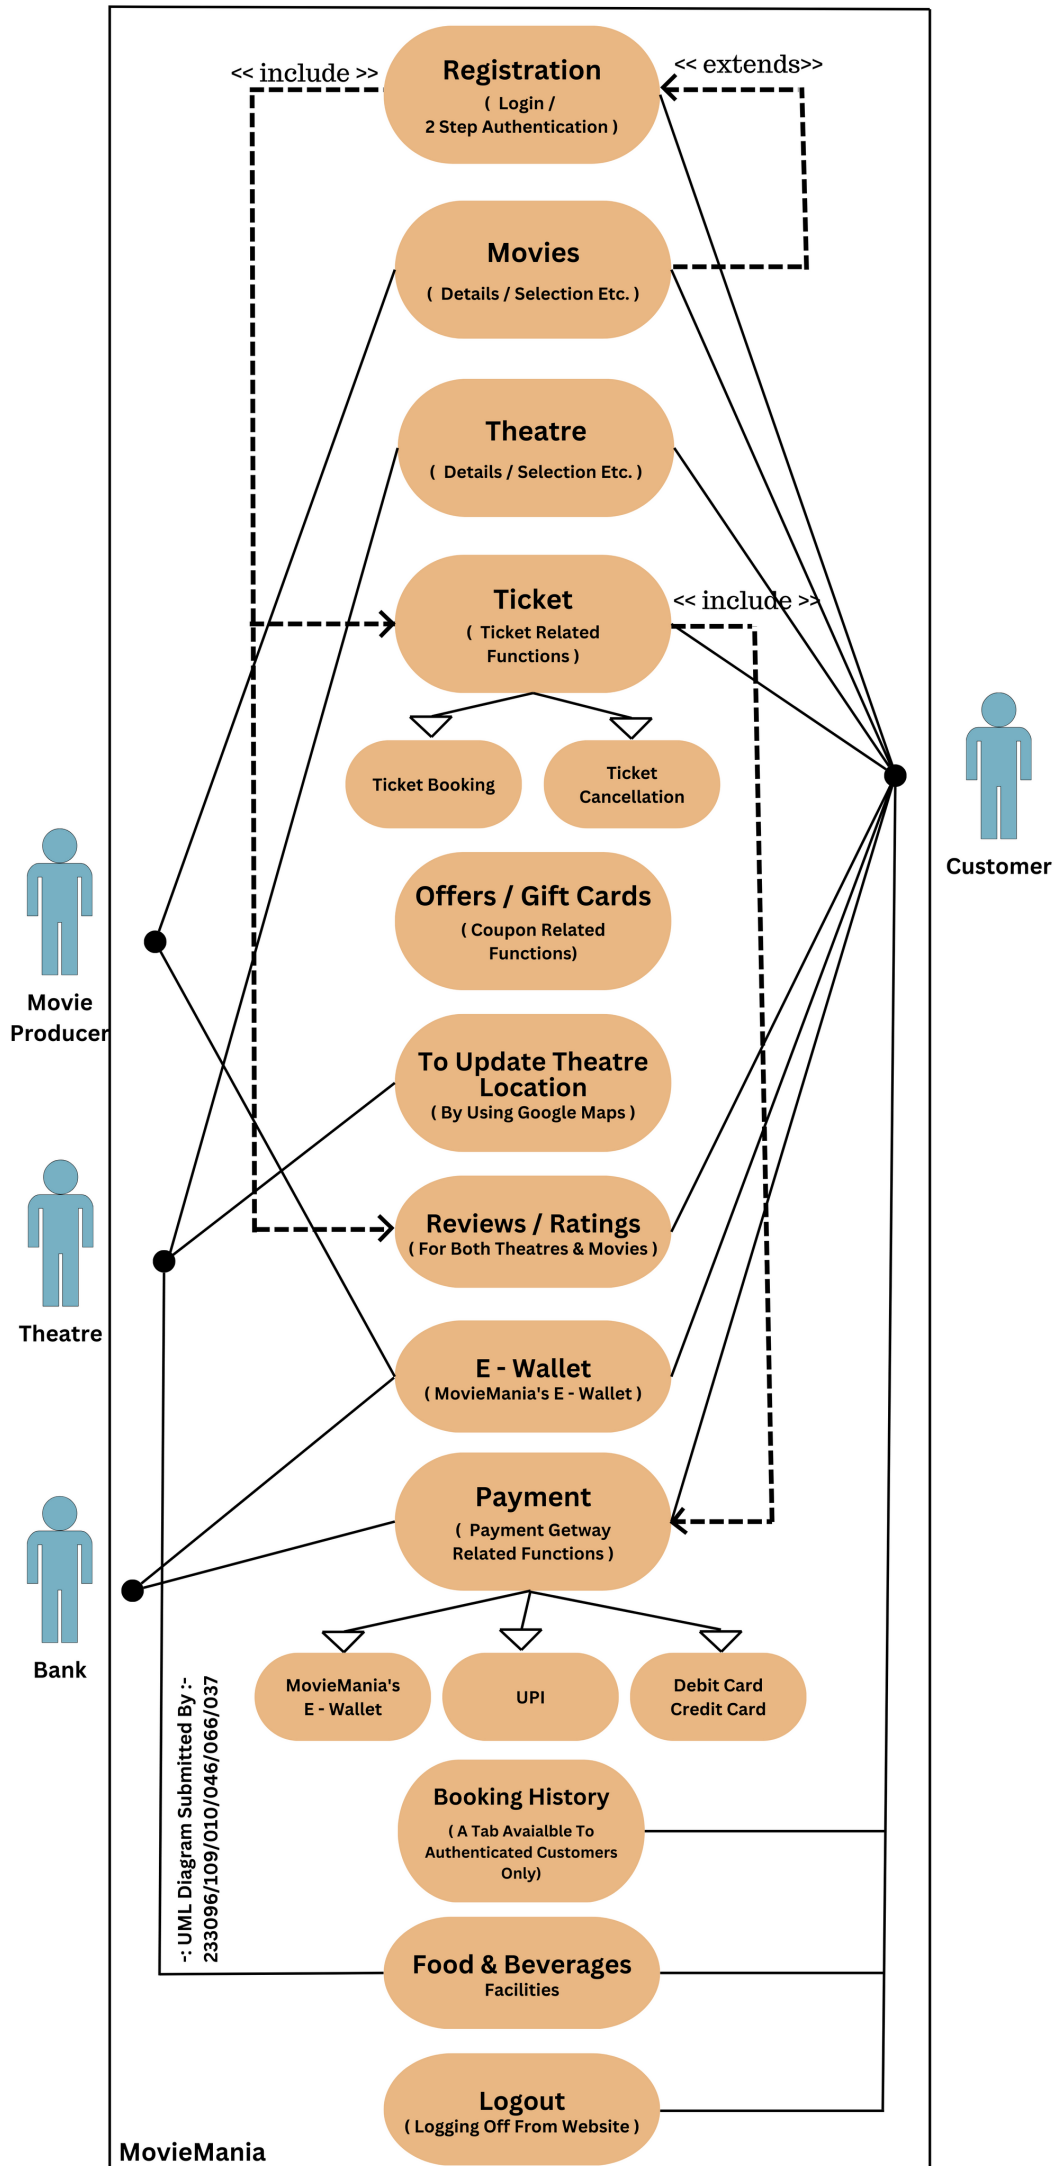 << include >>
<< extends>>
Registration
( Login /
2 Step Authentication )
Movies
( Details / Selection Etc. )
Theatre
( Details / Selection Etc. )
Ticket
<< include >>
( Ticket Related
Functions )
Ticket Booking
Ticket
Cancellation
Customer
Offers / Gift Cards
( Coupon Related
Functions)
Movie
Producer
To Update Theatre
Location
( By Using Google Maps )
Reviews / Ratings
( For Both Theatres & Movies )
Theatre
E - Wallet
( MovieMania's E - Wallet )
Payment
( Payment Getway
Related Functions )
Bank
MovieMania's
E - Wallet
UPI
Debit Card
Credit Card
-: UML Diagram Submitted By :-
233096/109/010/046/066/037
Booking History
( A Tab Avaialble To
Authenticated Customers
Only)
Food & Beverages
Facilities
Logout
( Logging Off From Website )
MovieMania